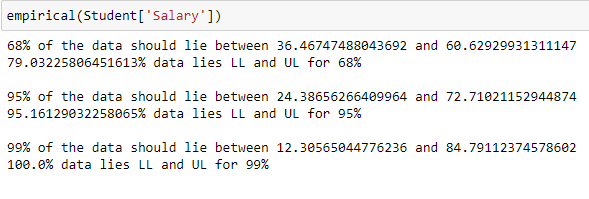 empirical(Student['Salary'])
68% of the data should lie between 36.46747488043692 and 60.62929931311147
79.03225806451613% data lies LL and UL for 68%
95% of the data should lie between 24.38656266409964 and 72.71021152944874
95.16129032258065% data lies LL and UL for 95%
99% of the data should lie between 12.30565044776236 and 84.79112374578602
100.0% data lies LL and UL for 99%